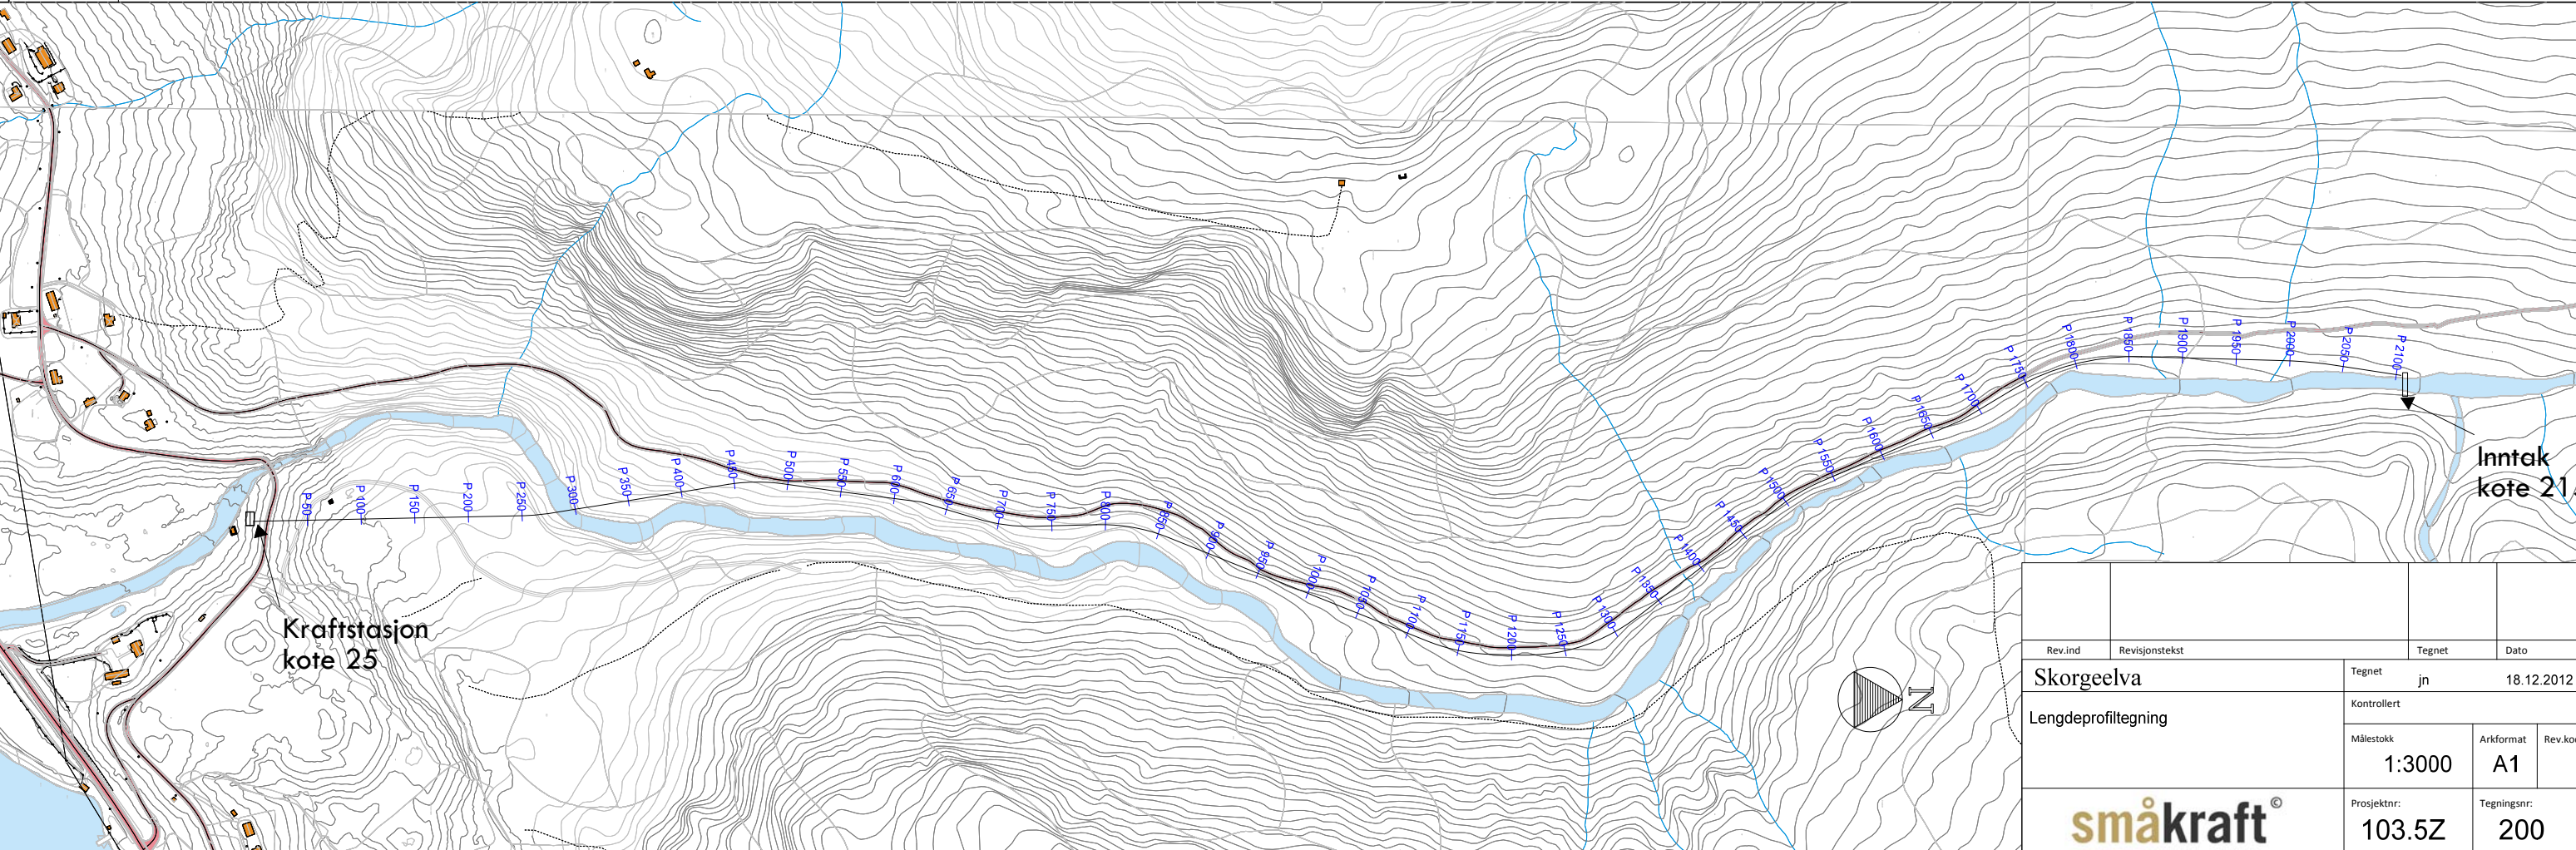 P 50
P 100
P 150
P 200
P 250
P 300
P 350
P 400
P 450
P 500
P 550
P 600
P 650
P 700
P 750
P 800
P 850
P 900
P 950
P 1000
P 1050
P 1100
P 1150
P 1200
P 1250
P 1300
P 1350
P 1400
P 1450
P 1500
P 1550
P 1600
P 1650
P 1700
P 1750
P 1800
P 1850
P 1900
P 1950
P 2000
P 2050
P 2100
Inntak
kote 21
Kraftstasjon
kote 25
N
Rev.ind Revisjonstekst Tegnet Dato
Skorgeelva
Tegnet jn 18.12.2012
Lengdeprofiltegning
Kontrollert
Målestokk Arkformat
1:3000 A1
småkraft©
Prosjektnr: Tegningsnr:
103.5Z 200